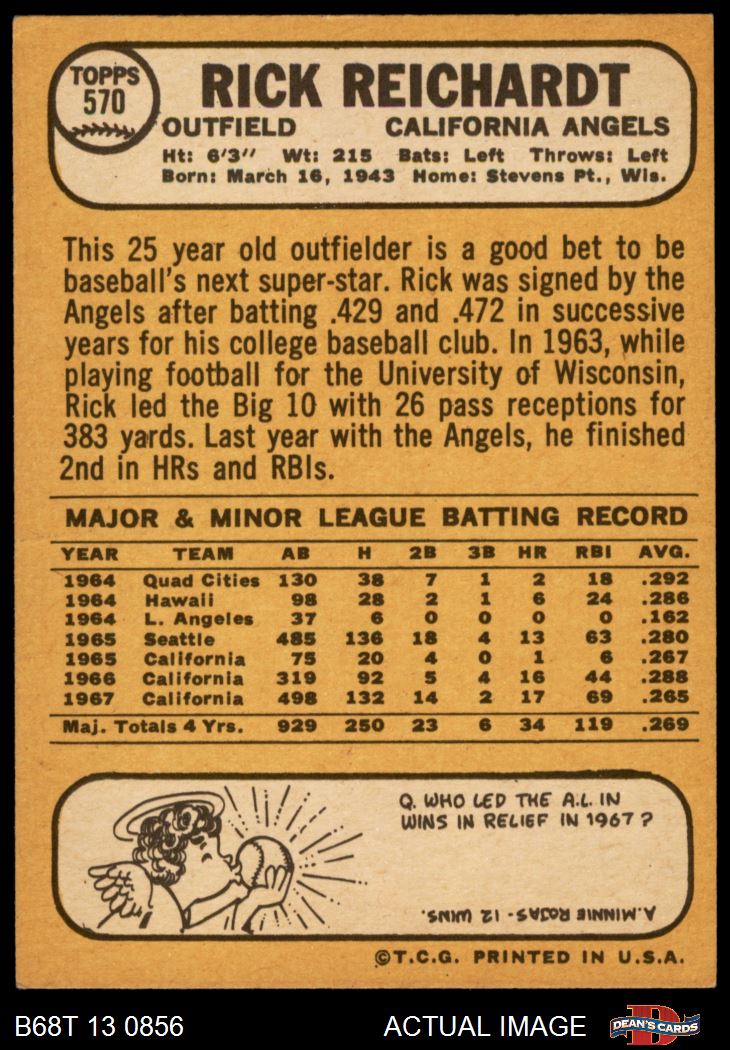 TOPPS
570
RICK REICHARDT
OUTFIELD CALIFORNIA ANGELS
Ht: 6'3" Wt: 215 Bats: Left Throws: Left
Born: March 16, 1943 Home: Stevens Pt., Wis.
This 25 year old outfielder is a good bet to be
baseball's next super-star. Rick was signed by the
Angels after batting .429 and .472 in successive
years for his college baseball club. In 1963, while
playing football for the University of Wisconsin,
Rick led the Big 10 with 26 pass receptions for
383 yards. Last year with the Angels, he finished
2nd in HRs and RBIs.
MAJOR & MINOR LEAGUE BATTING RECORD
YEAR TEAM AB H 2B 3B HR RBI AVG.
1964 Quad Cities 130 38 7 1 2 18 .292
1964 Hawaii 98 28 2 1 6 24 .286
1964 L. Angeles 37 6 0 0 0 0 .162
1965 Seattle 485 136 18 4 13 63 .280
1965 California 75 20 4 0 1 6 .267
1966 California 319 92 5 4 16 44 .288
1967 California 498 132 14 2 17 69 .265
Maj. Totals 4 Yrs. 929 250 23 6 34 119 .269
Q. WHO LED THE A.L. IN
WINS IN RELIEF IN 1967?
A. MINNIE ROJAS - 12 WINS.
©T.C.G. PRINTED IN U.S.A.
B68T 13 0856 ACTUAL IMAGE
D
DEAN'S CARDS